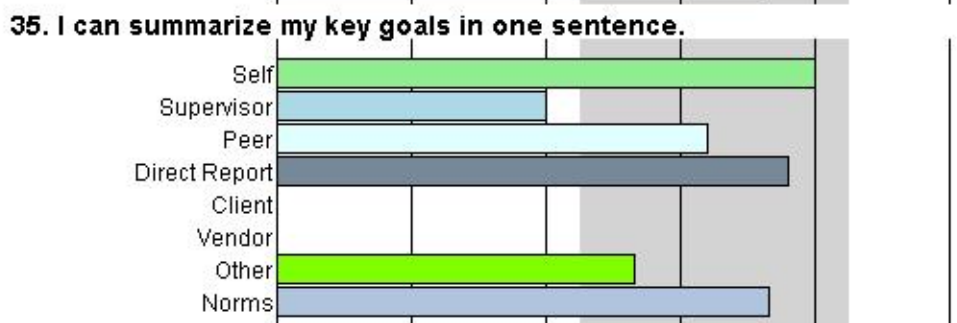 35. I can summarize my key goals in one sentence.
Self
Supervisor
Peer
Direct Report
Client
Vendor
Other
Norms